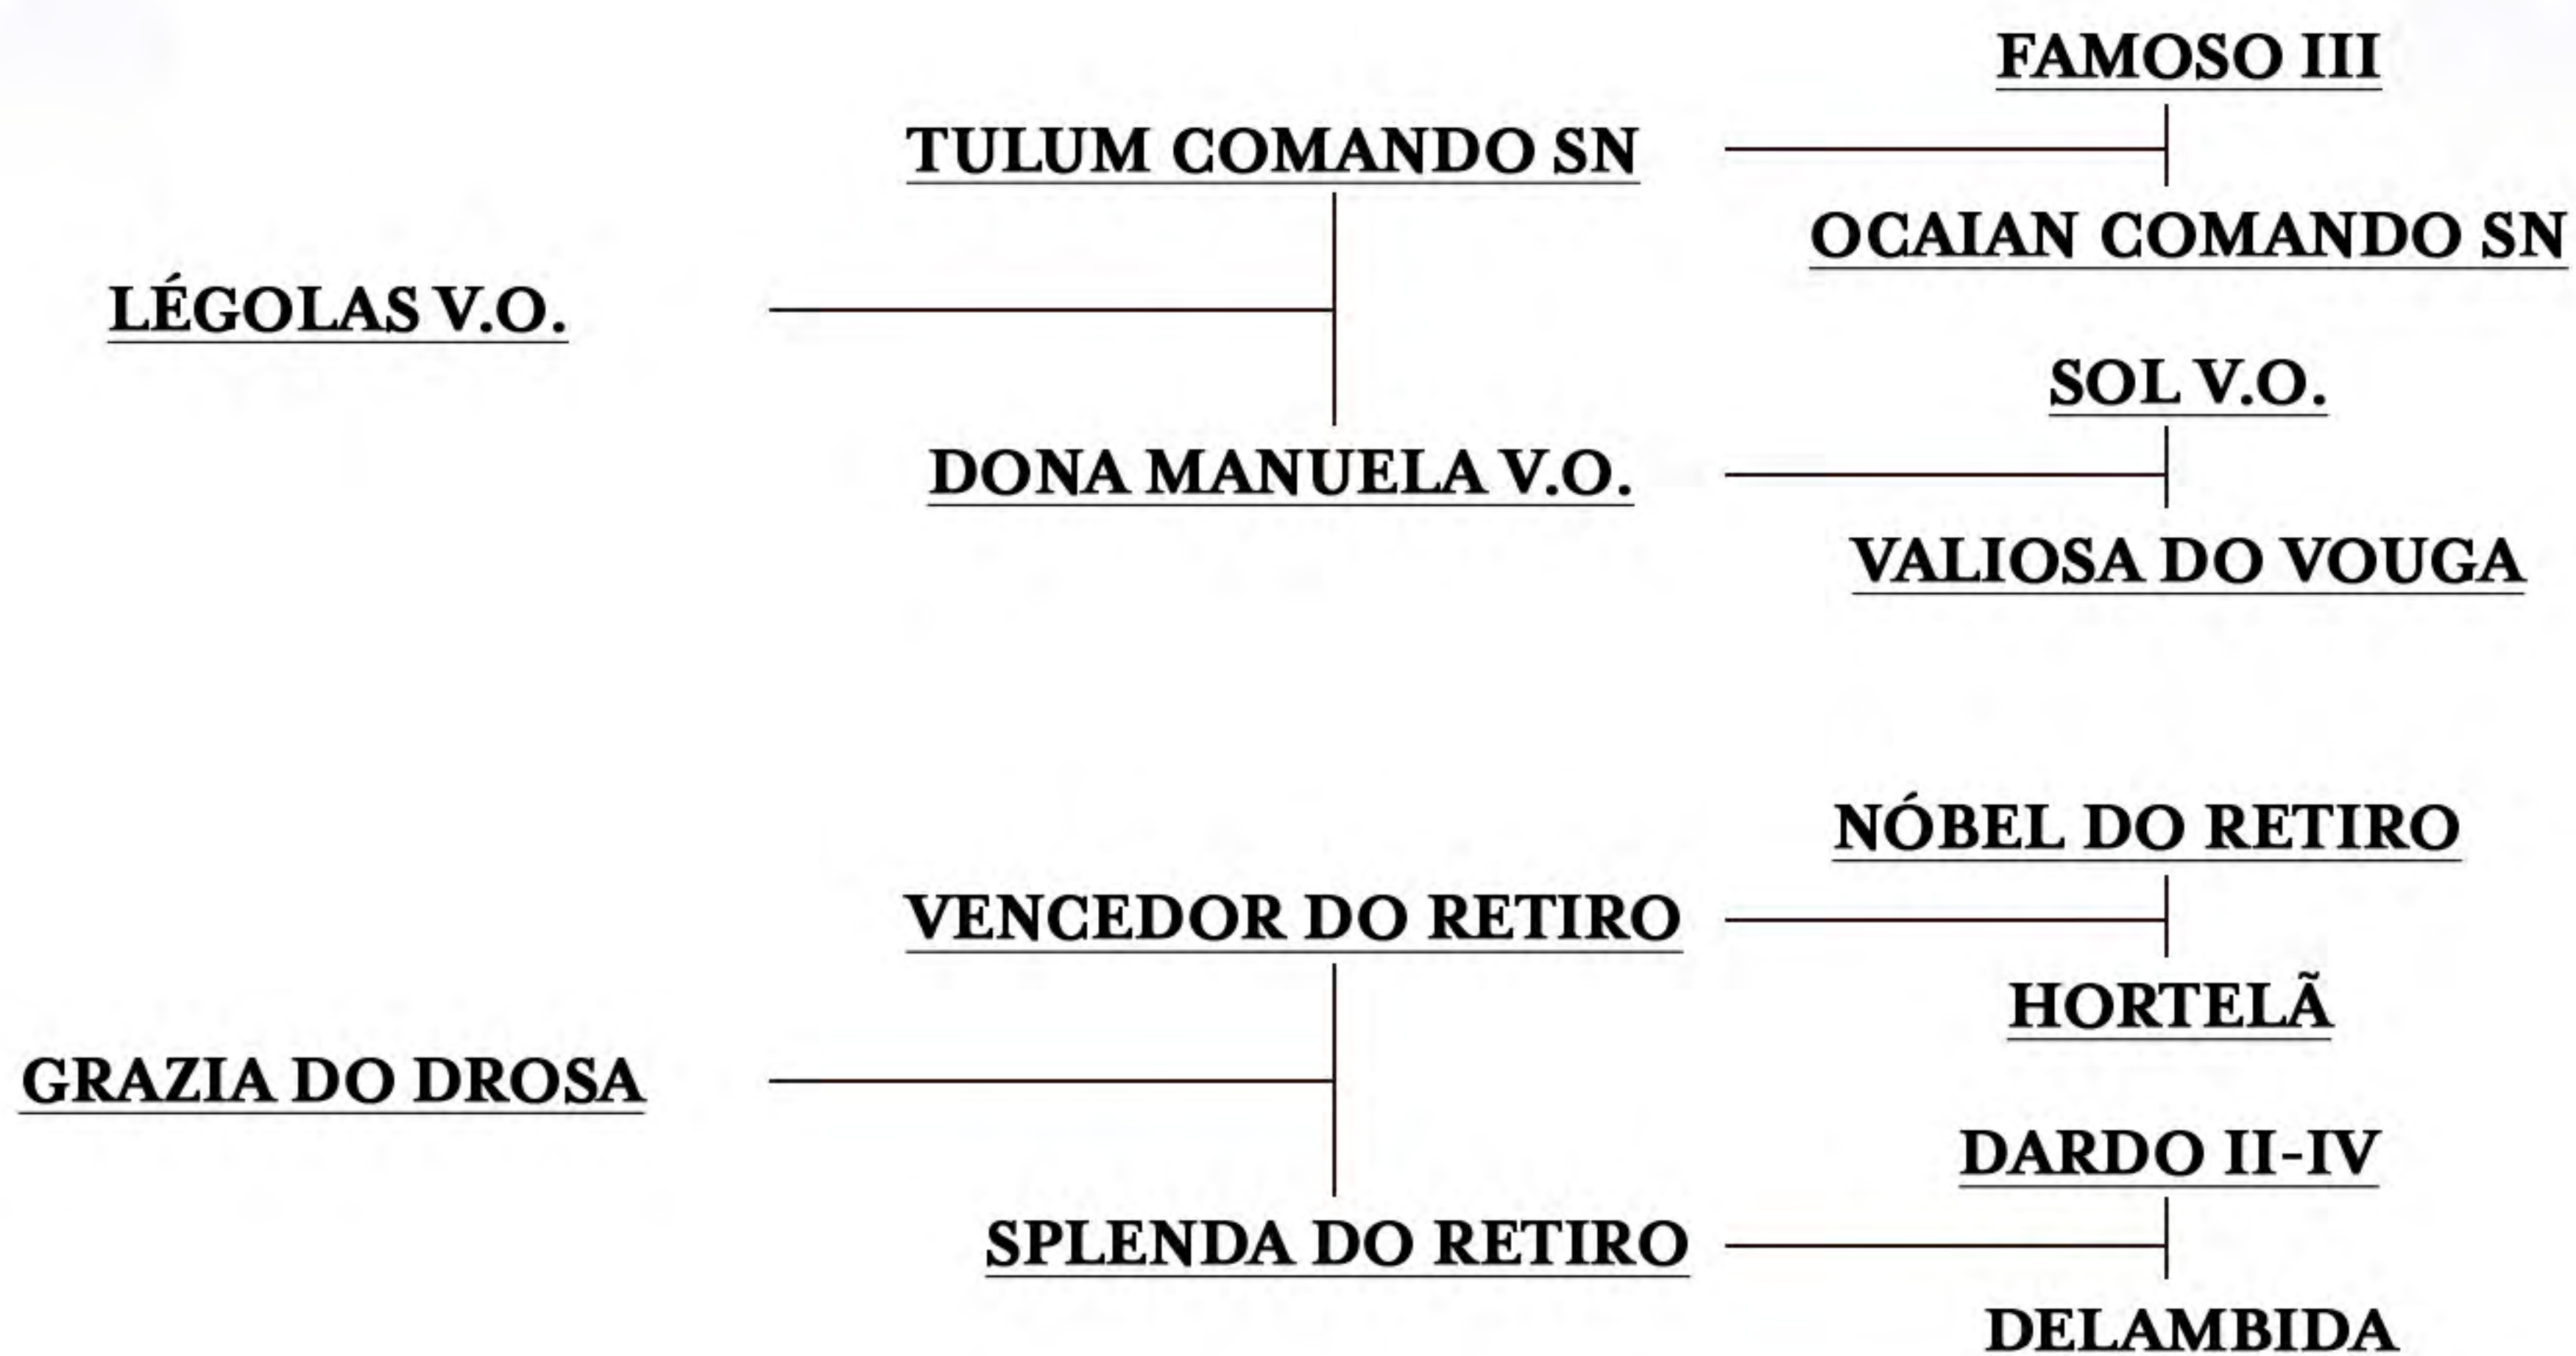 FAMOSO III
TULUM COMANDO SN
OCAIAN COMANDO SN
LÉGOLAS V.O.
SOL V.O.
DONA MANUELA V.O.
VALIOSA DO VOUGA
NÓBEL DO RETIRO
VENCEDOR DO RETIRO
HORTELÃ
GRAZIA DO DROSA
DARDO II-IV
SPLENDA DO RETIRO
DELAMBIDA